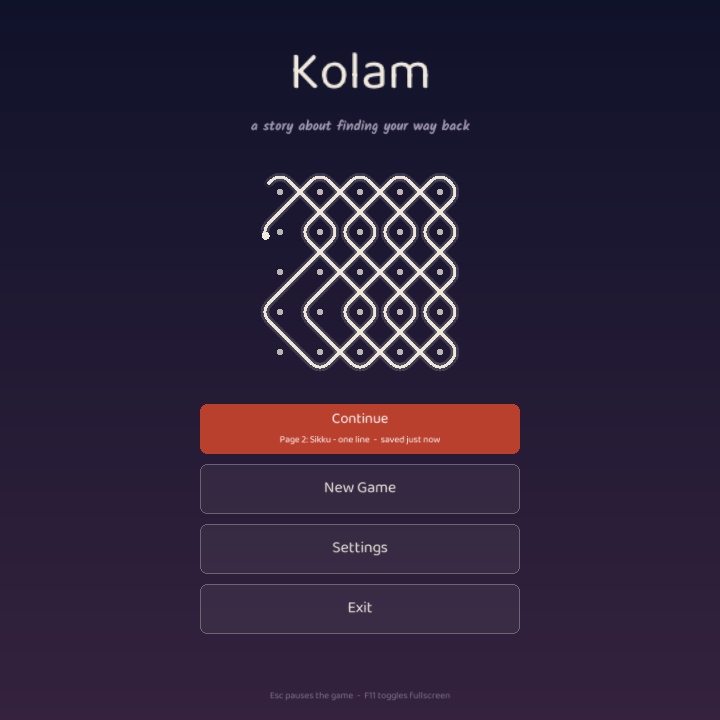 Kolam
a story about finding your way back
Continue
Page 2: Sikku - one line - saved just now
New Game
Settings
Exit
Esc pauses the game - F11 toggles fullscreen